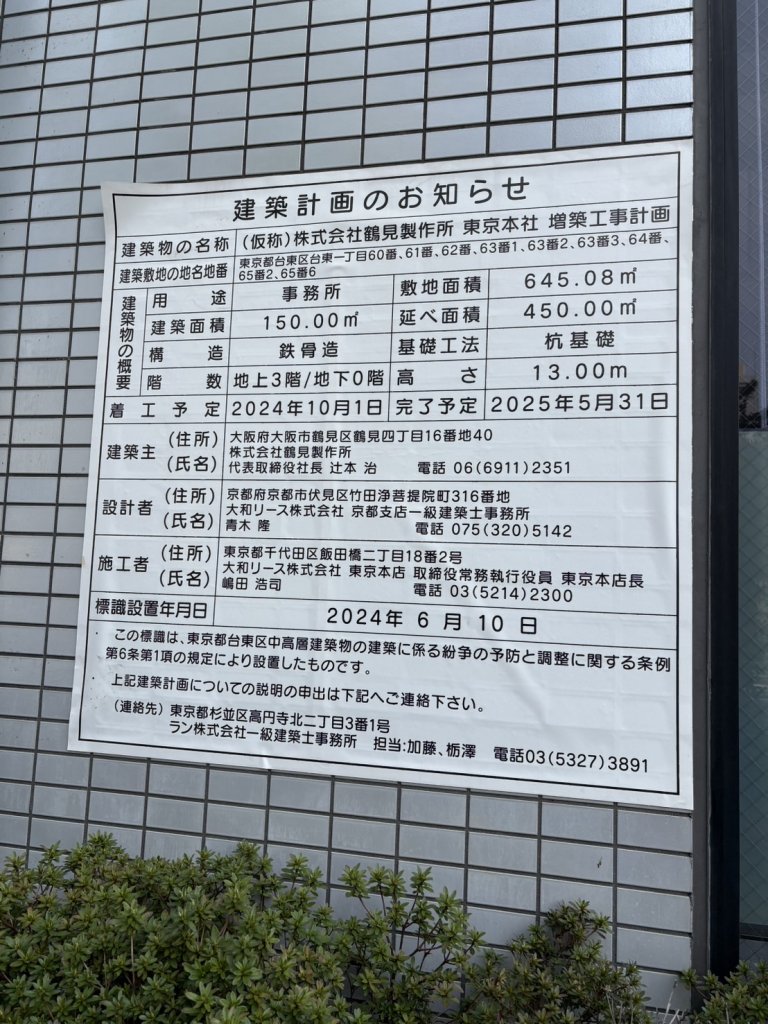 建築計画のお知らせ
建築物の名称 (仮称)株式会社鶴見製作所 東京本社 増築工事計画
建築敷地の地名地番 東京都台東区台東一丁目60番、61番、62番、63番1、63番2、63番3、64番、
65番2、65番6
建築物の概要
用途 事務所 敷地面積 645.08㎡
建築面積 150.00㎡ 延べ面積 450.00㎡
構造 鉄骨造 基礎工法 杭基礎
階数 地上3階/地下0階 高さ 13.00m
着工予定 2024年10月1日 完了予定 2025年5月31日
建築主 (住所) 大阪府大阪市鶴見区鶴見四丁目16番地40
(氏名) 株式会社鶴見製作所
代表取締役社長 辻本 治 電話 06(6911)2351
設計者 (住所) 京都府京都市伏見区竹田浄菩提院町316番地
(氏名) 大和リース株式会社 京都支店一級建築士事務所
青木 隆 電話 075(320)5142
施工者 (住所) 東京都千代田区飯田橋二丁目18番2号
(氏名) 大和リース株式会社 東京本店 取締役常務執行役員 東京本店長
嶋田 浩司 電話 03(5214)2300
標識設置年月日 2024年 6月 10日
この標識は、東京都台東区中高層建築物の建築に係る紛争の予防と調整に関する条例
第6条第1項の規定により設置したものです。
上記建築計画についての説明の申出は下記へご連絡下さい。
(連絡先) 東京都杉並区高円寺北二丁目3番1号
ラン株式会社一級建築士事務所 担当:加藤、栃澤 電話03(5327)3891